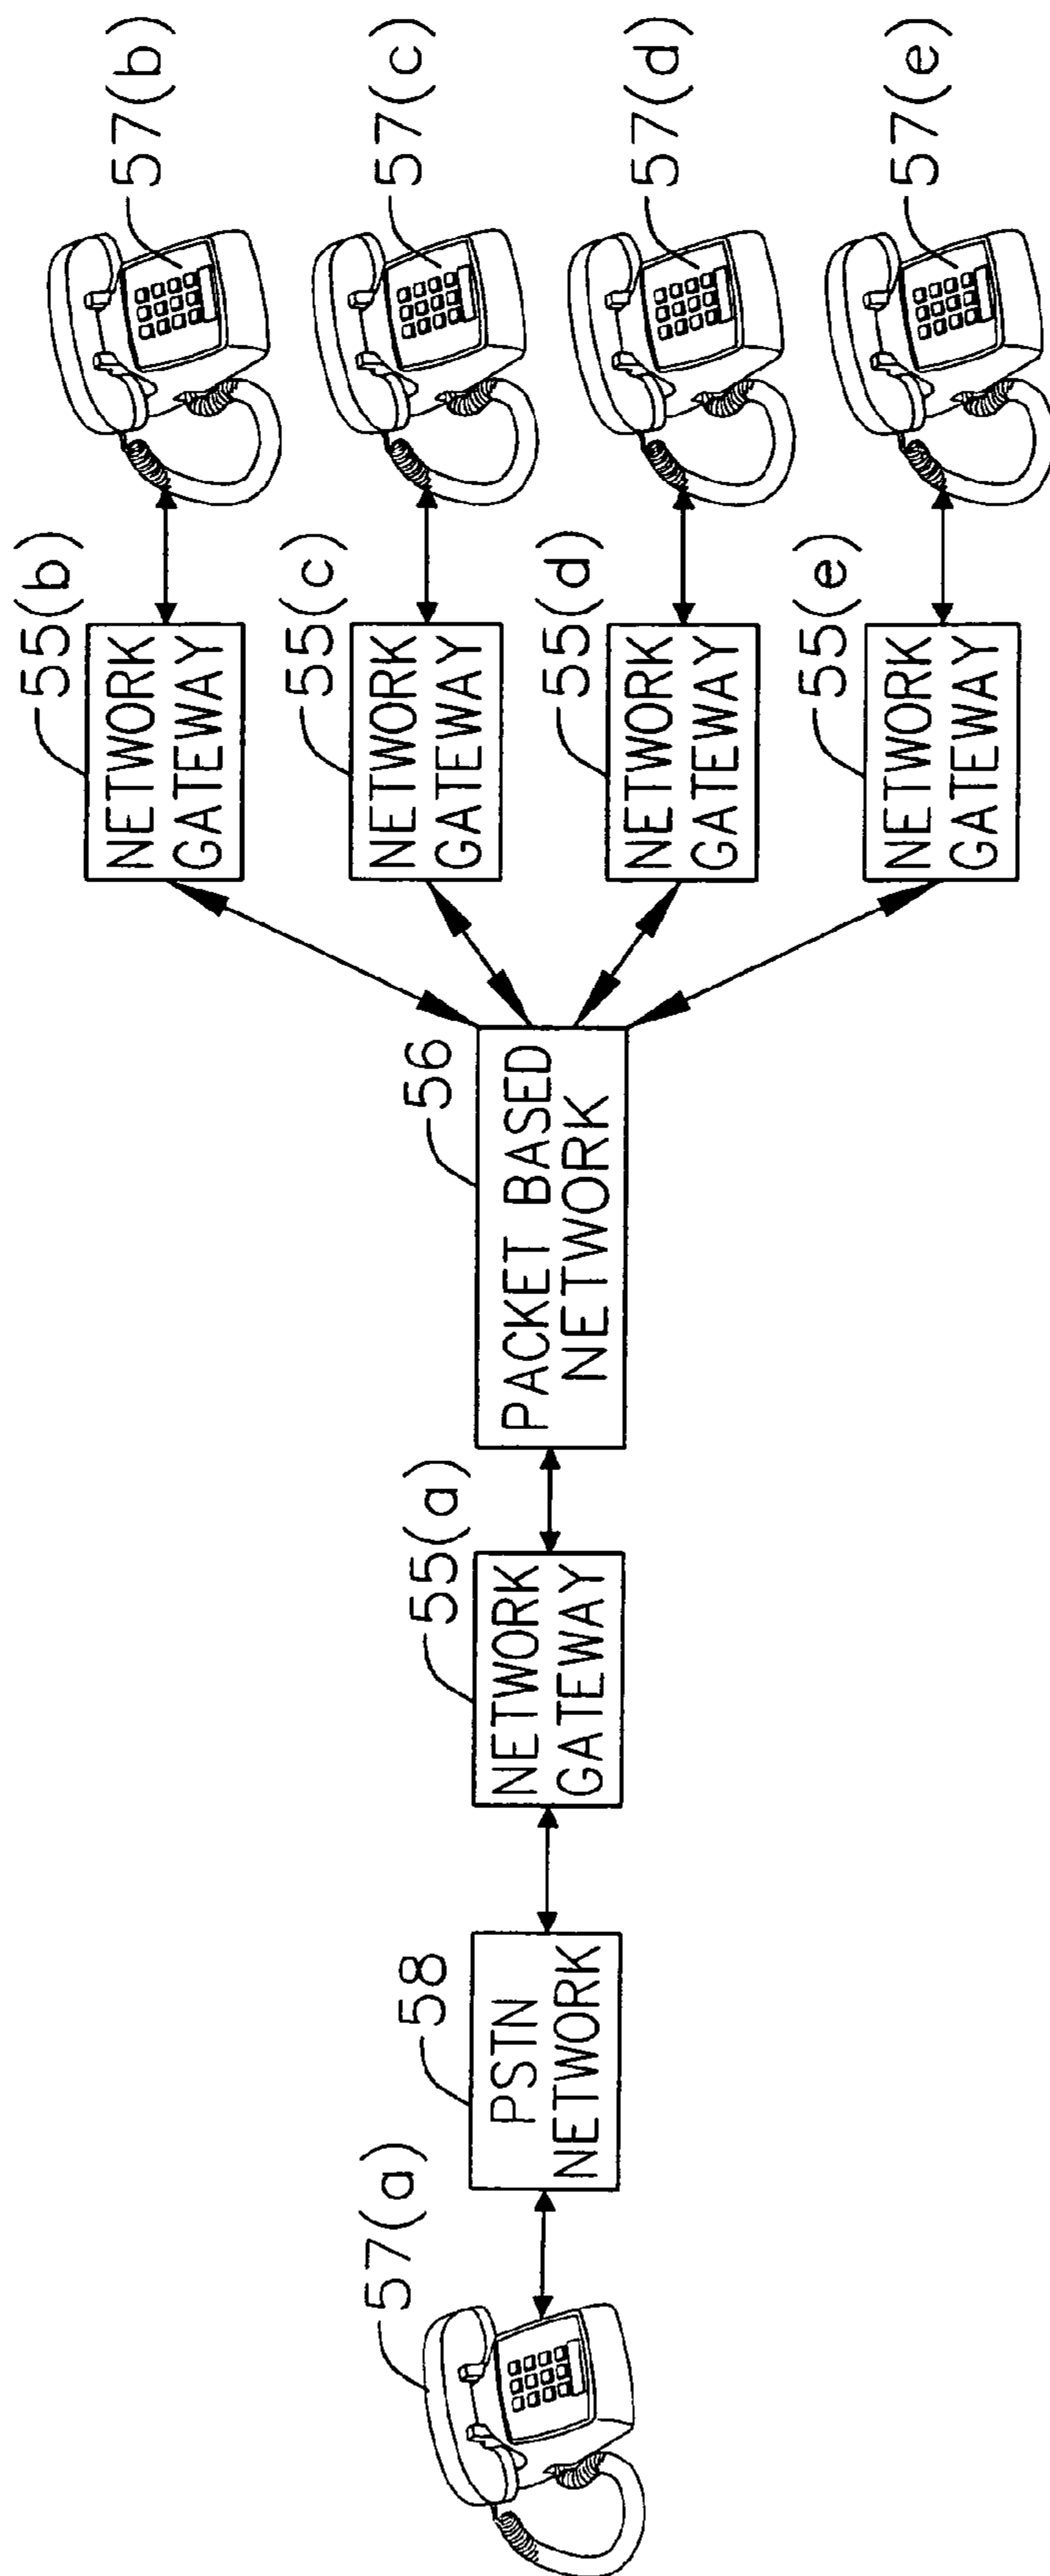 57(a)
58
PSTN
NETWORK
55(a)
NETWORK
GATEWAY
56
PACKET BASED
NETWORK
55(b)
NETWORK
GATEWAY
57(b)
55(c)
NETWORK
GATEWAY
57(c)
55(d)
NETWORK
GATEWAY
57(d)
55(e)
NETWORK
GATEWAY
57(e)